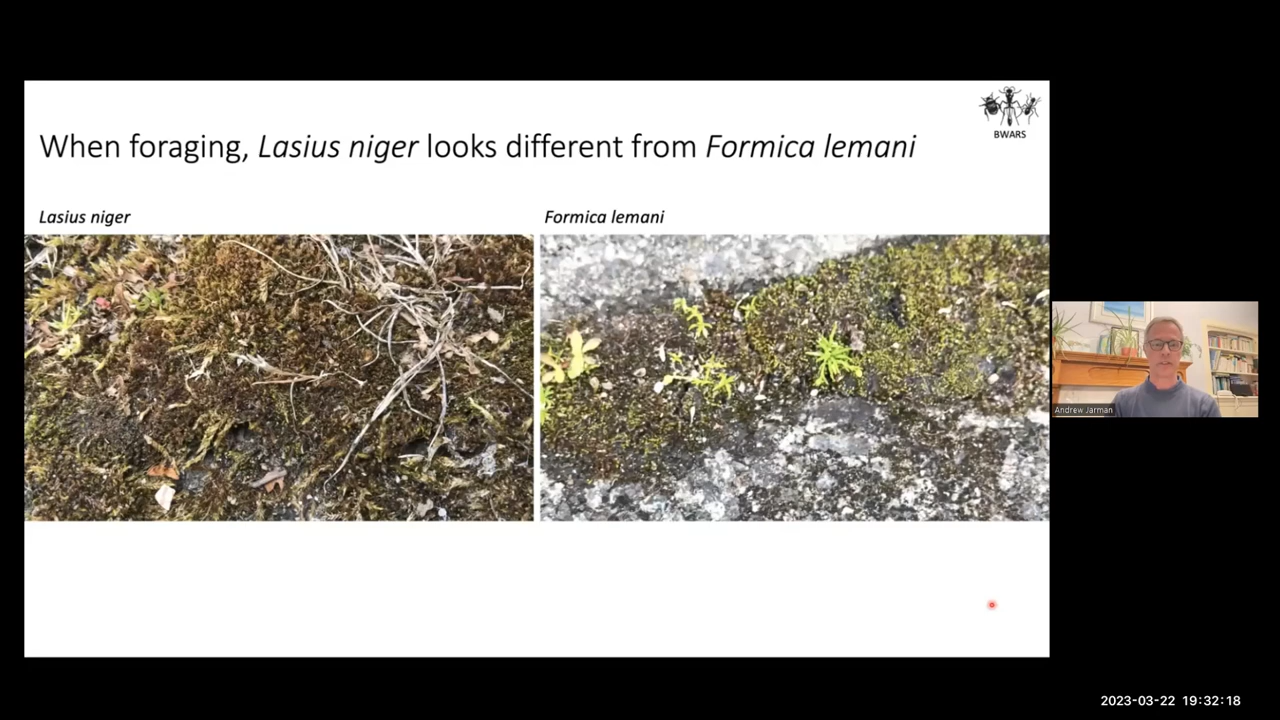 BWARS
When foraging, Lasius niger looks different from Formica lemani
Lasius niger
Formica lemani
Andrew Jarman
2023-03-22 19:32:18